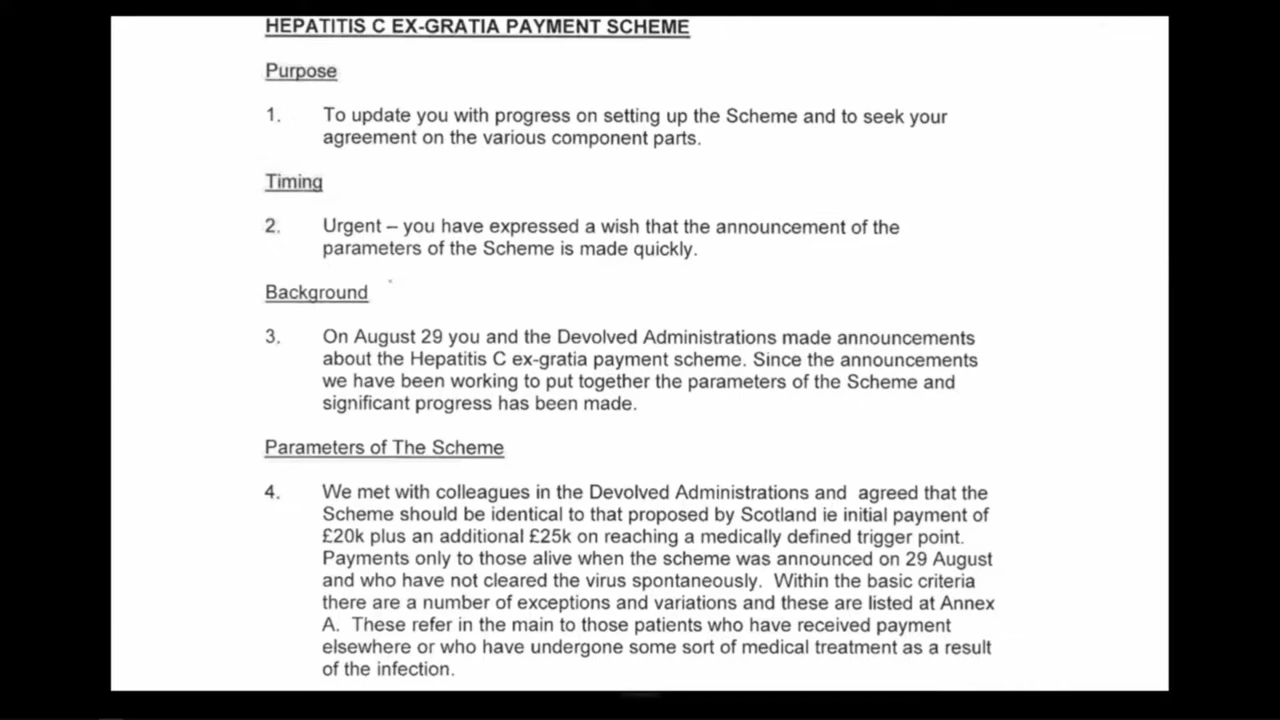 HEPATITIS C EX-GRATIA PAYMENT SCHEME
Purpose
1. To update you with progress on setting up the Scheme and to seek your
agreement on the various component parts.
Timing
2. Urgent – you have expressed a wish that the announcement of the
parameters of the Scheme is made quickly.
Background
3. On August 29 you and the Devolved Administrations made announcements
about the Hepatitis C ex-gratia payment scheme. Since the announcements
we have been working to put together the parameters of the Scheme and
significant progress has been made.
Parameters of The Scheme
4. We met with colleagues in the Devolved Administrations and agreed that the
Scheme should be identical to that proposed by Scotland ie initial payment of
£20k plus an additional £25k on reaching a medically defined trigger point.
Payments only to those alive when the scheme was announced on 29 August
and who have not cleared the virus spontaneously. Within the basic criteria
there are a number of exceptions and variations and these are listed at Annex
A. These refer in the main to those patients who have received payment
elsewhere or who have undergone some sort of medical treatment as a result
of the infection.